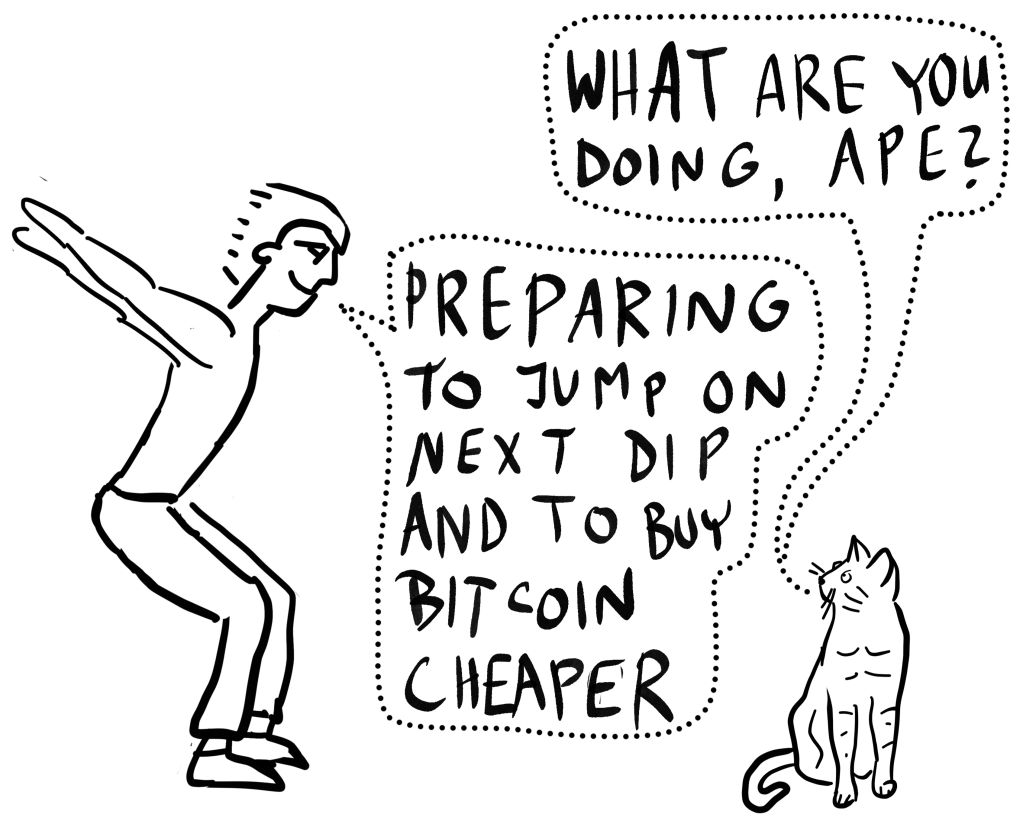 WHAT ARE YOU
DOING, APE?
PREPARING
TO JUMP ON
NEXT DIP
AND TO BUY
BITCOIN
CHEAPER